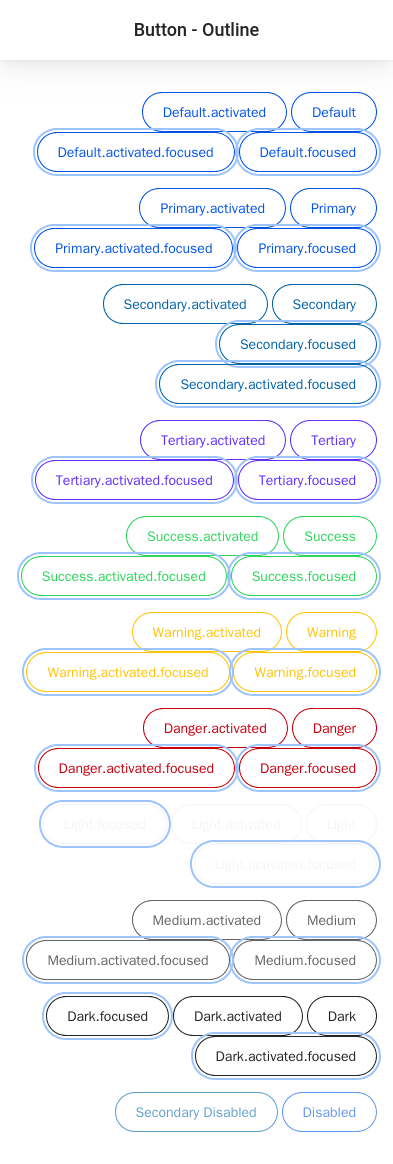 Button - Outline
Default.activated Default
Default.activated.focused Default.focused
Primary.activated Primary
Primary.activated.focused Primary.focused
Secondary.activated Secondary
Secondary.focused
Secondary.activated.focused
Tertiary.activated Tertiary
Tertiary.activated.focused Tertiary.focused
Success.activated Success
Success.activated.focused Success.focused
Warning.activated Warning
Warning.activated.focused Warning.focused
Danger.activated Danger
Danger.activated.focused Danger.focused
Light.focused Light.activated Light
Light.activated.focused
Medium.activated Medium
Medium.activated.focused Medium.focused
Dark.focused Dark.activated Dark
Dark.activated.focused
Secondary Disabled Disabled